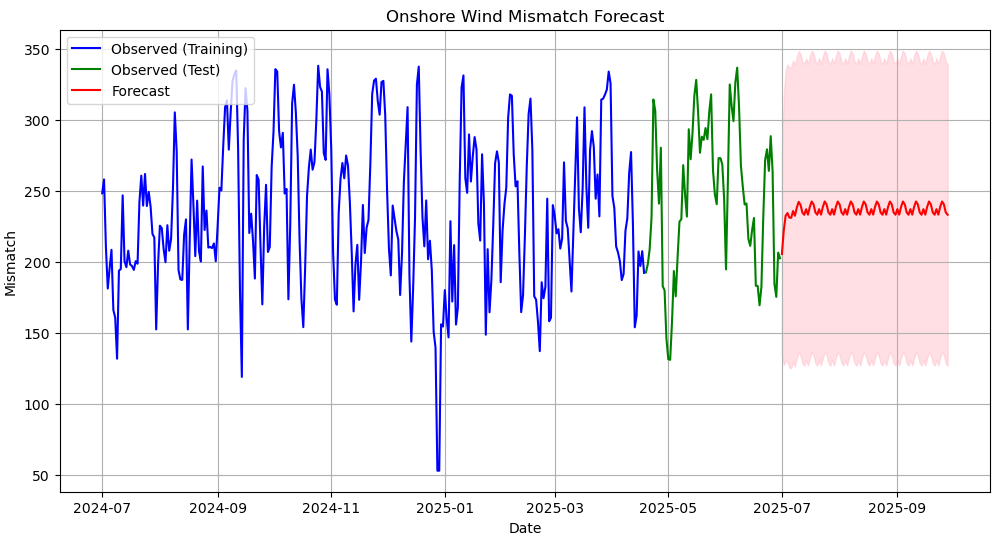 Onshore Wind Mismatch Forecast
Observed (Training)
Observed (Test)
Forecast
Mismatch
350
300
250
200
150
100
50
2024-07
2024-09
2024-11
2025-01
2025-03
2025-05
2025-07
2025-09
Date